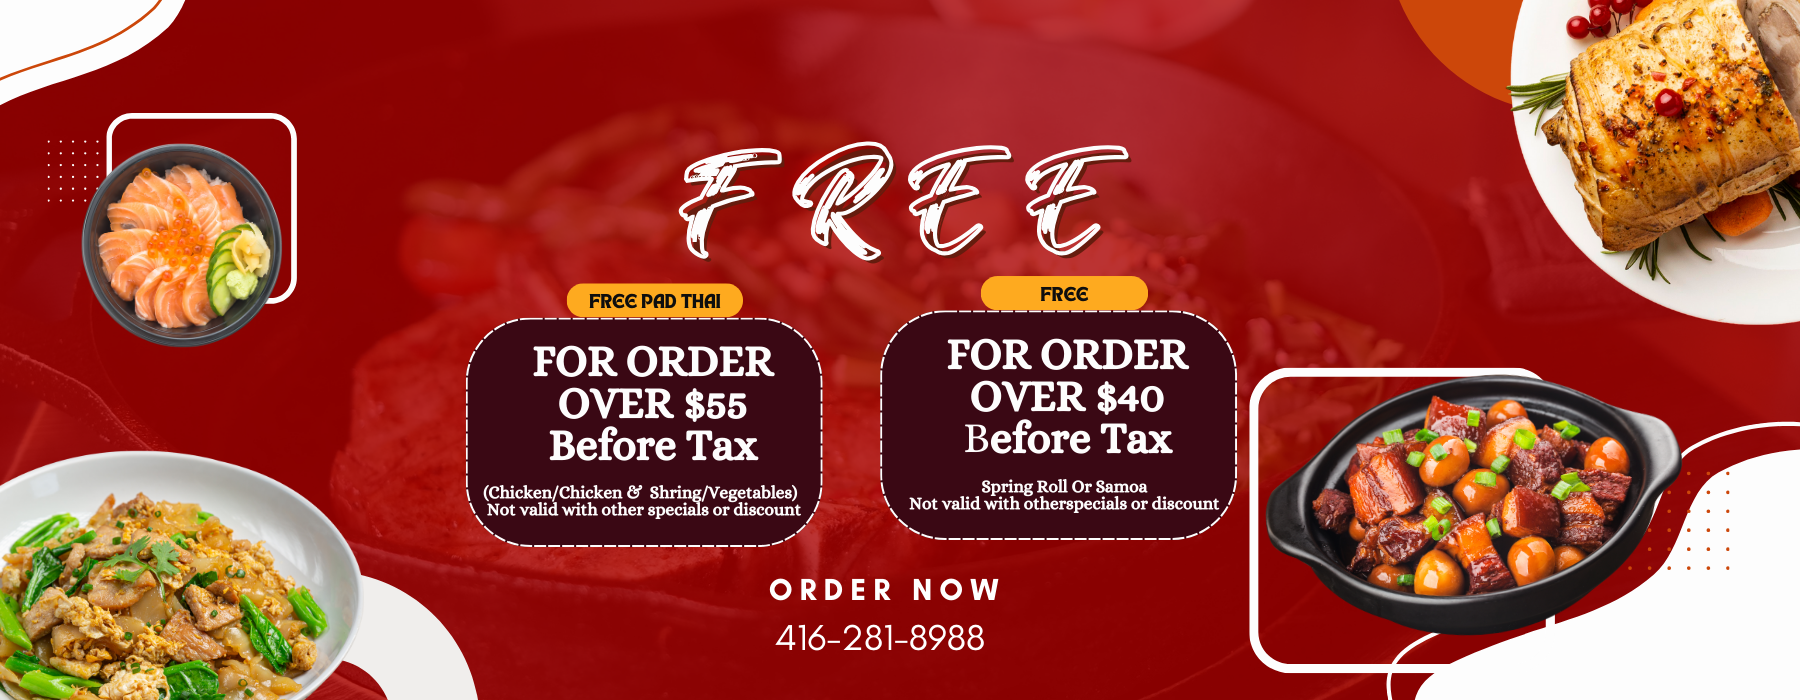 FREE
FREE PAD THAI
FOR ORDER
OVER $55
Before Tax
(Chicken/Chicken & Shring/Vegetables)
Not valid with other specials or discount
FREE
FOR ORDER
OVER $40
Before Tax
Spring Roll Or Samoa
Not valid with otherspecials or discount
ORDER NOW
416-281-8988